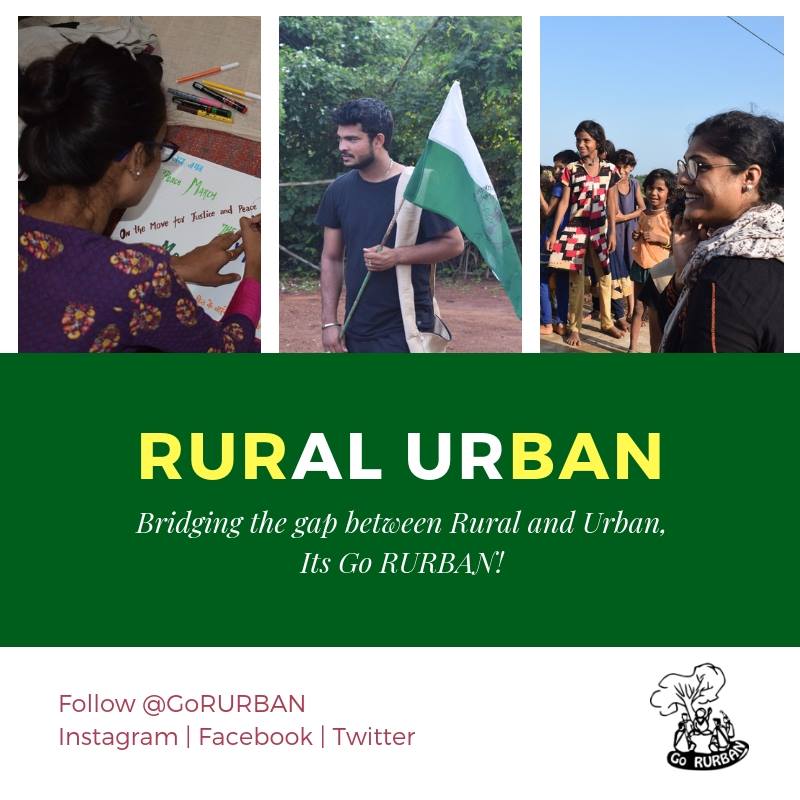 Peace March
On the Move for Justice and Peace
RURAL URBAN
Bridging the gap between Rural and Urban,
Its Go RURBAN!
Follow @GoRURBAN
Instagram | Facebook | Twitter
GO RURBAN